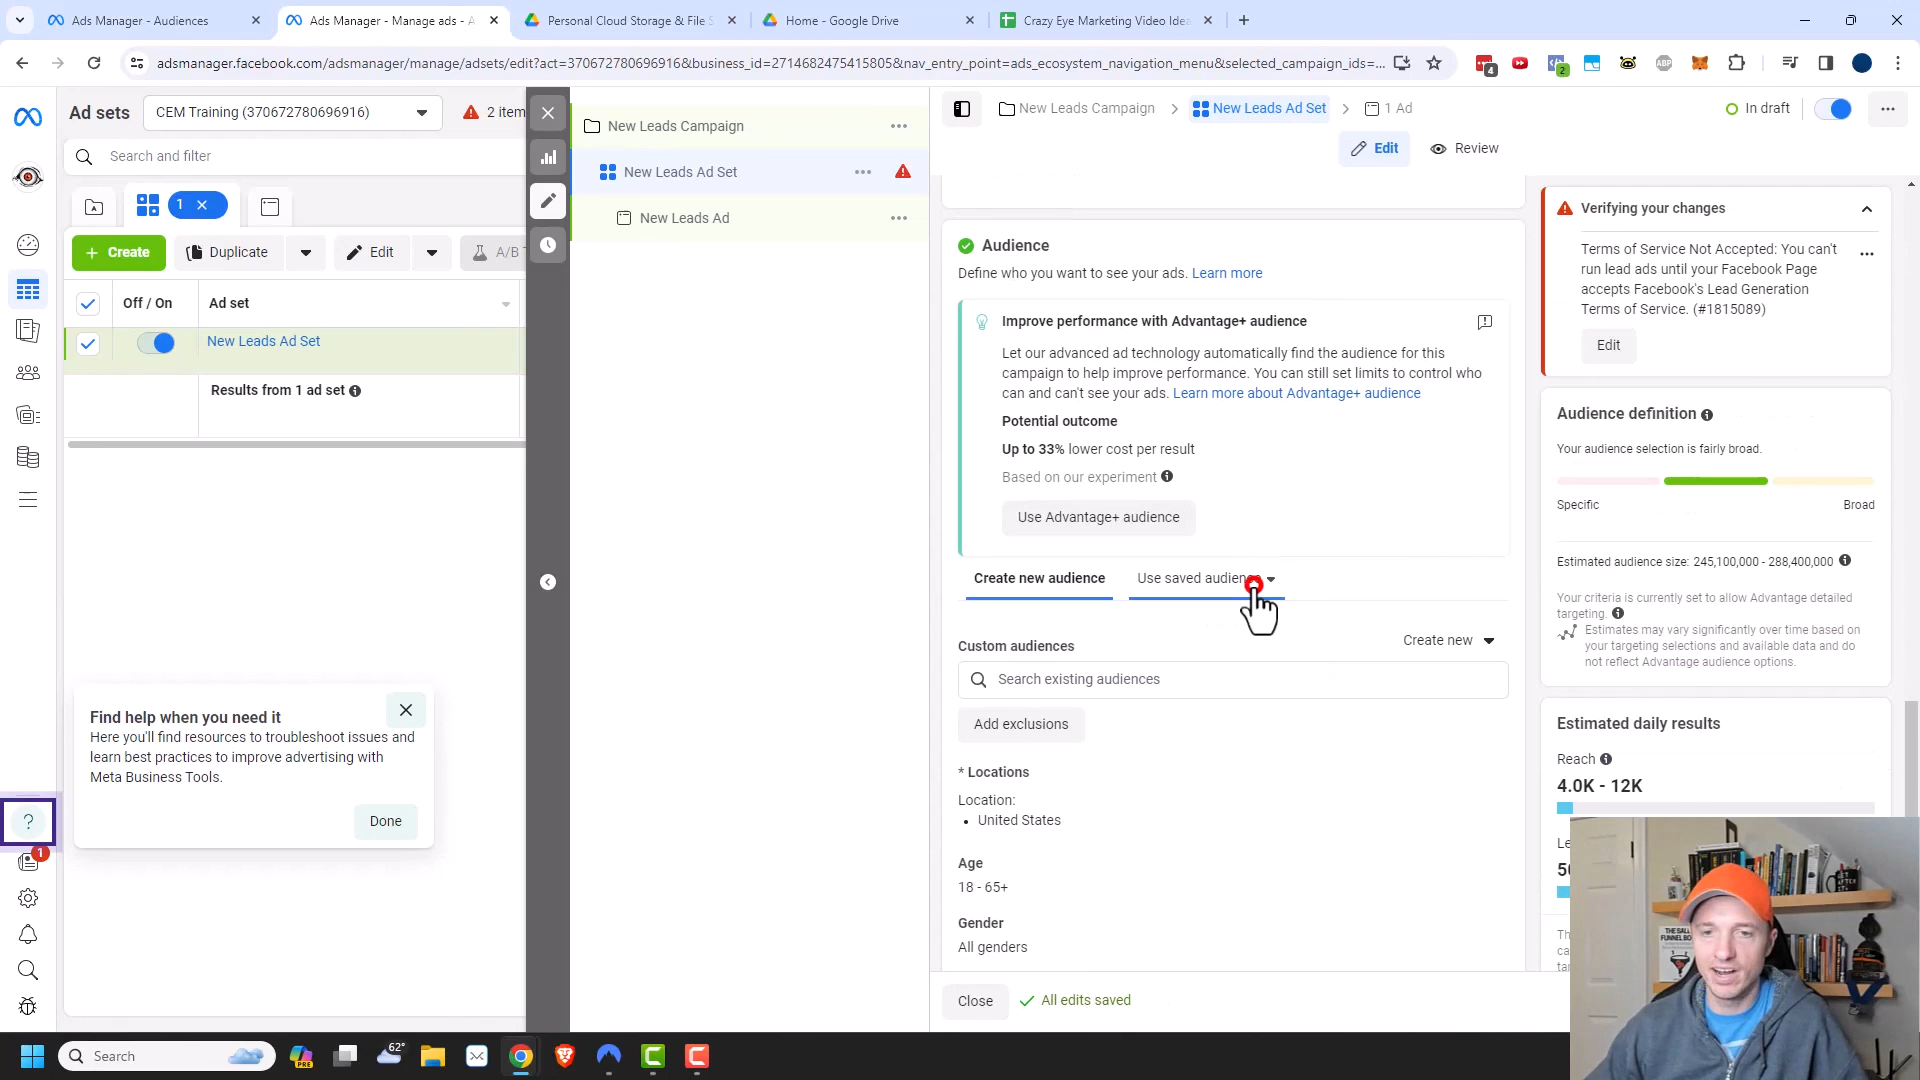 Ads Manager - Audiences
Ads Manager - Manage ads - A
Personal Cloud Storage & File S
Home - Google Drive
Crazy Eye Marketing Video Idea
adsmanager.facebook.com/adsmanager/manage/adsets/edit?act=370672780696916&business_id=2714682475415805&nav_entry_point=ads_ecosystem_navigation_menu&selected_campaign_ids=...
4
2
ABP
Ad sets
CEM Training (370672780696916)
2 item
Search and filter
1
Create
Duplicate
Edit
A/B T
Off / On
Ad set
New Leads Ad Set
Results from 1 ad set
Find help when you need it
Here you'll find resources to troubleshoot issues and
learn best practices to improve advertising with
Meta Business Tools.
Done
?
1
New Leads Campaign
New Leads Ad Set
New Leads Ad
New Leads Campaign
New Leads Ad Set
1 Ad
In draft
Edit
Review
Audience
Define who you want to see your ads. Learn more
Improve performance with Advantage+ audience
Let our advanced ad technology automatically find the audience for this
campaign to help improve performance. You can still set limits to control who
can and can't see your ads. Learn more about Advantage+ audience
Potential outcome
Up to 33% lower cost per result
Based on our experiment
Use Advantage+ audience
Create new audience
Use saved audience
Custom audiences
Create new
Search existing audiences
Add exclusions
* Locations
Location:
• United States
Age
18 - 65+
Gender
All genders
Close
All edits saved
Verifying your changes
Terms of Service Not Accepted: You can't
run lead ads until your Facebook Page
accepts Facebook's Lead Generation
Terms of Service. (#1815089)
Edit
Audience definition
Your audience selection is fairly broad.
Specific
Broad
Estimated audience size: 245,100,000 - 288,400,000
Your criteria is currently set to allow Advantage detailed
targeting.
Estimates may vary significantly over time based on
your targeting selections and available data and do
not reflect Advantage audience options.
Estimated daily results
Reach
4.0K - 12K
Le
Th
ca
ta
Search
PRE
62°